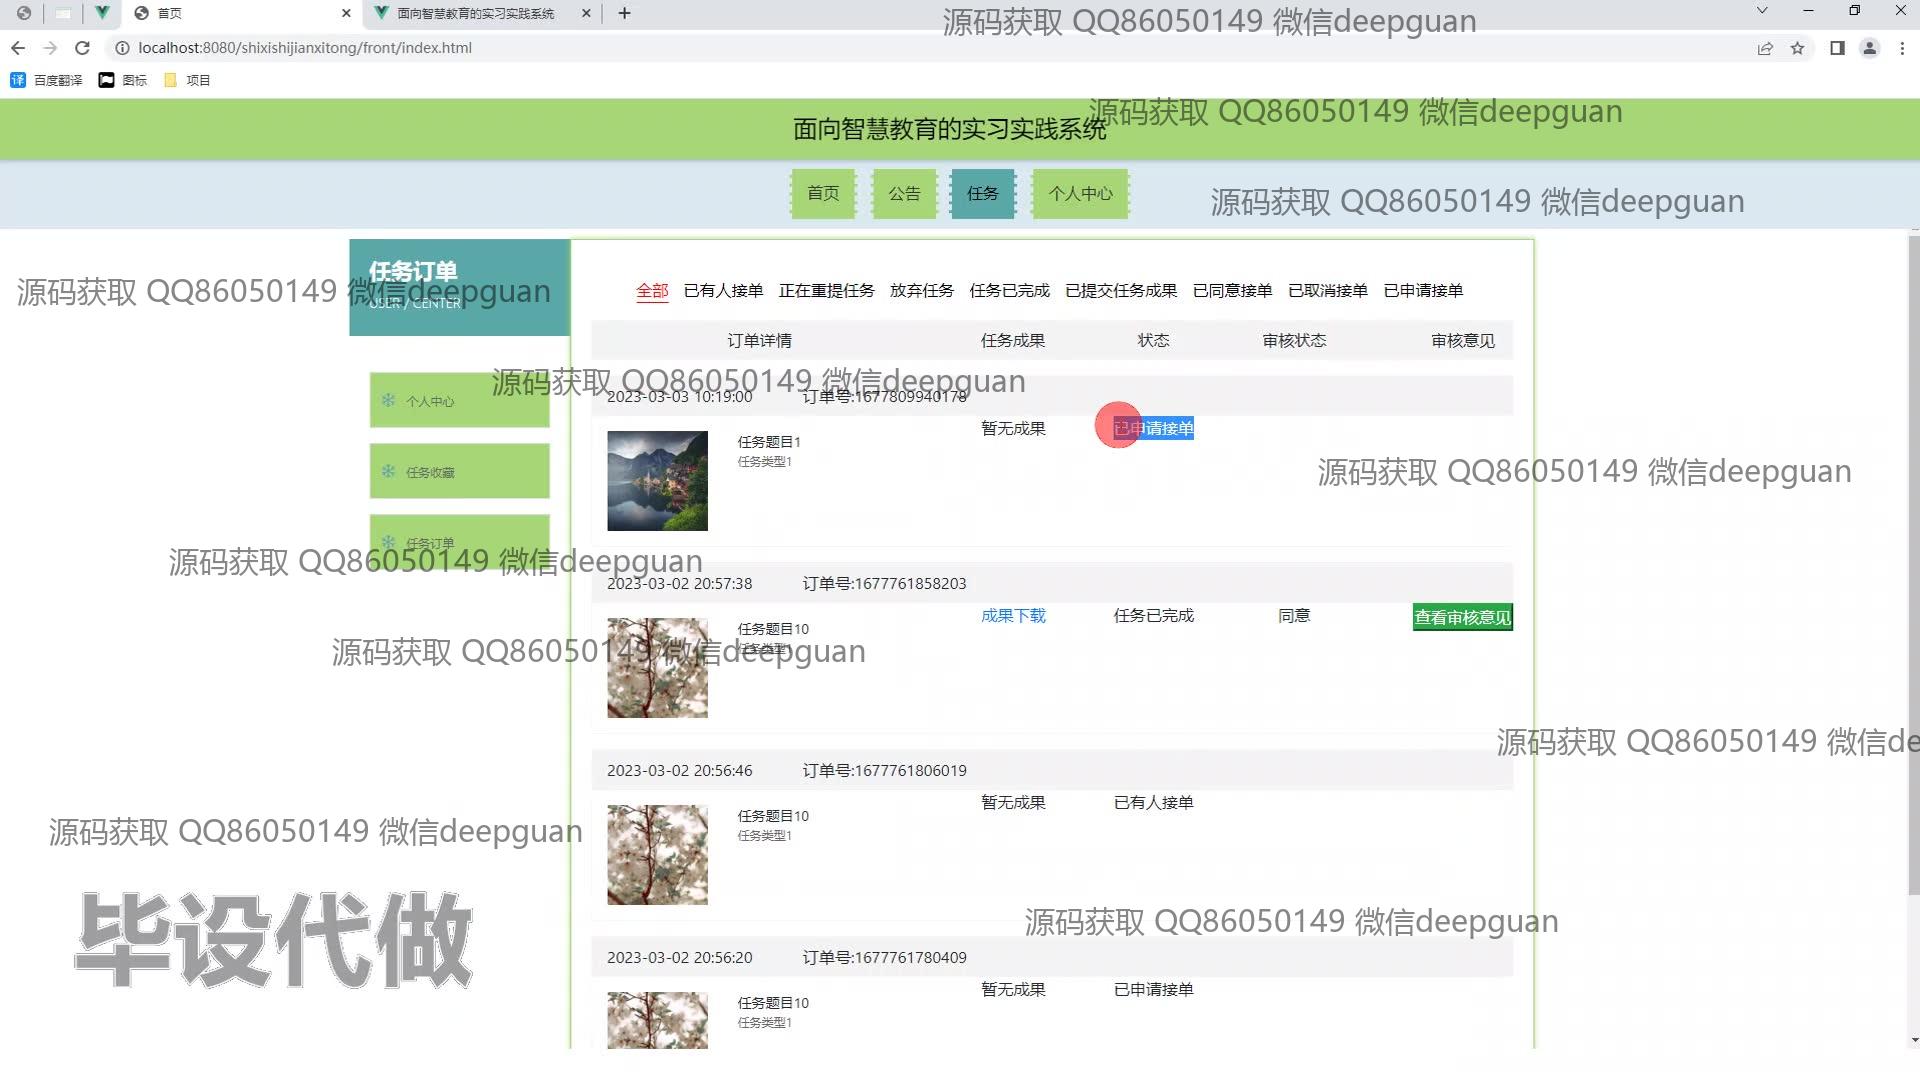 首页
面向智慧教育的实习实践系统
源码获取 QQ86050149 微信deepguan
localhost:8080/shixishijianxitong/front/index.html
译 百度翻译 图标 项目
源码获取 QQ86050149 微信deepguan
面向智慧教育的实习实践系统
首页 公告 任务 个人中心
源码获取 QQ86050149 微信deepguan
任务订单
USER / CENTER
源码获取 QQ86050149 微信deepguan
全部 已有人接单 正在重提任务 放弃任务 任务已完成 已提交任务成果 已同意接单 已取消接单 已申请接单
订单详情 任务成果 状态 审核状态 审核意见
源码获取 QQ86050149 微信deepguan
个人中心
2023-03-03 10:19:00 订单号:1677809940178
暂无成果 已申请接单
任务题目1
任务类型1
任务收藏
源码获取 QQ86050149 微信deepguan
任务订单
源码获取 QQ86050149 微信deepguan
2023-03-02 20:57:38 订单号:1677761858203
成果下载 任务已完成 同意 查看审核意见
任务题目10
任务类型1
源码获取 QQ86050149 微信deepguan
源码获取 QQ86050149 微信de
2023-03-02 20:56:46 订单号:1677761806019
暂无成果 已有人接单
任务题目10
任务类型1
源码获取 QQ86050149 微信deepguan
源码获取 QQ86050149 微信deepguan
毕设代做
2023-03-02 20:56:20 订单号:1677761780409
暂无成果 已申请接单
任务题目10
任务类型1